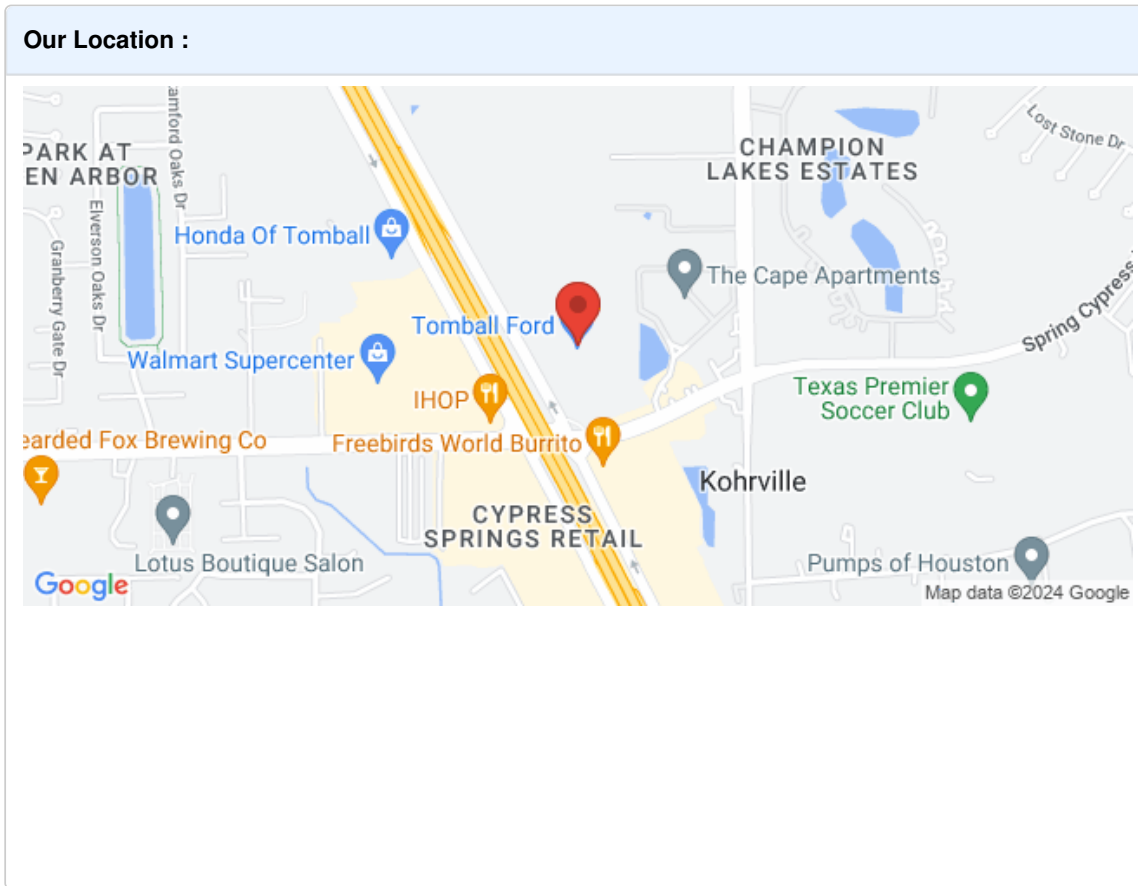 Our Location :
amford Oaks Dr
Lost Stone Dr
PARK AT
EN ARBOR
CHAMPION
LAKES ESTATES
Elverson Oaks Dr
Granberry Gate Dr
Honda Of Tomball
The Cape Apartments
Tomball Ford
Spring Cypress
Walmart Supercenter
Texas Premier
Soccer Club
IHOP
earded Fox Brewing Co
Freebirds World Burrito
Kohrville
CYPRESS
SPRINGS RETAIL
Lotus Boutique Salon
Pumps of Houston
Google
Map data ©2024 Google